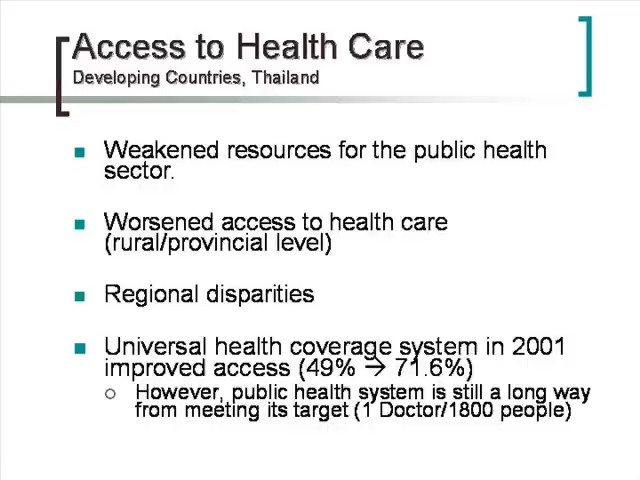 Access to Health Care
Developing Countries, Thailand
■ Weakened resources for the public health
sector.
■ Worsened access to health care
(rural/provincial level)
■ Regional disparities
■ Universal health coverage system in 2001
improved access (49% → 71.6%)
○ However, public health system is still a long way
from meeting its target (1 Doctor/1800 people)